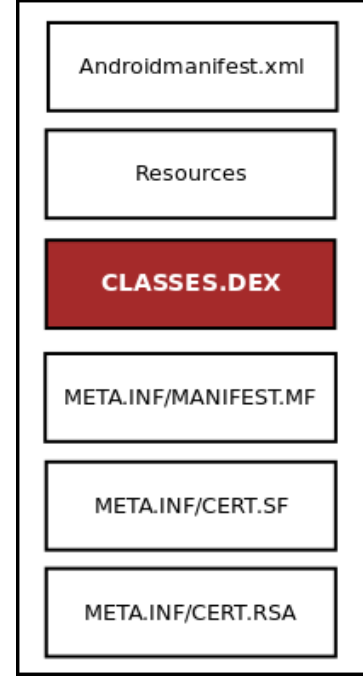 Androidmanifest.xml
Resources
CLASSES.DEX
META.INF/MANIFEST.MF
META.INF/CERT.SF
META.INF/CERT.RSA